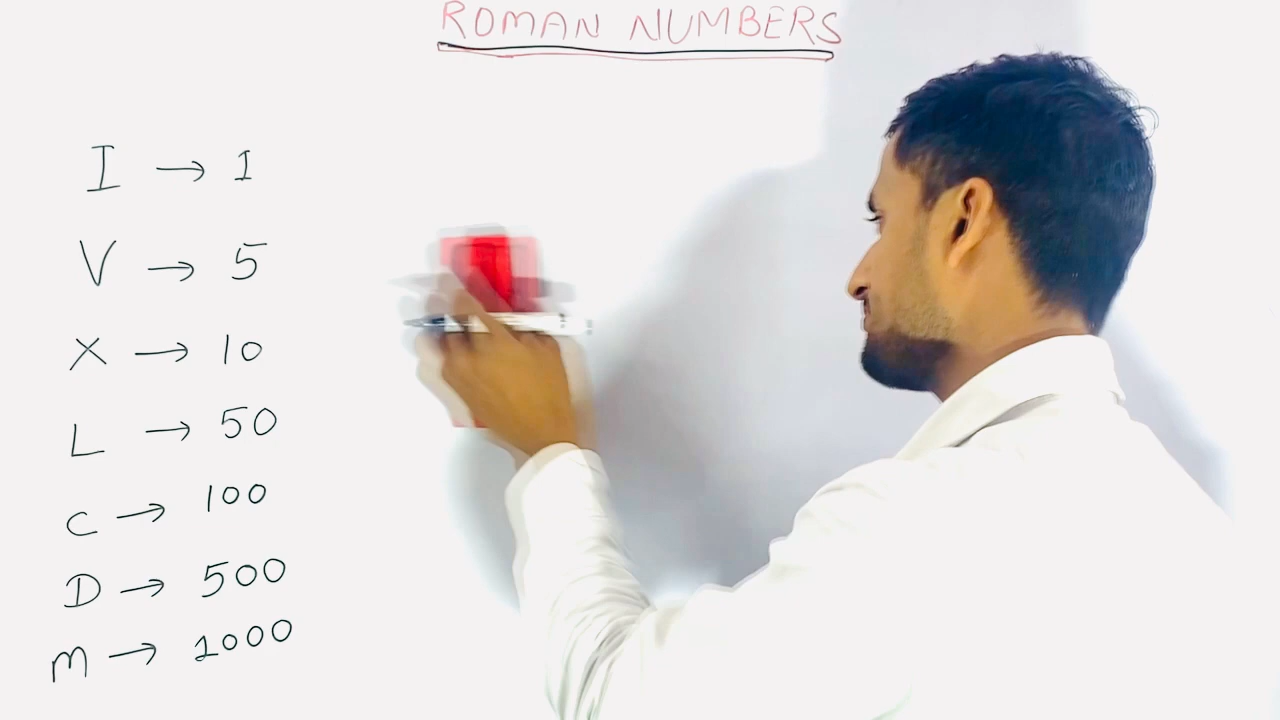 ROMAN NUMBERS
I → 1
V → 5
X → 10
L → 50
C → 100
D → 500
M → 1000